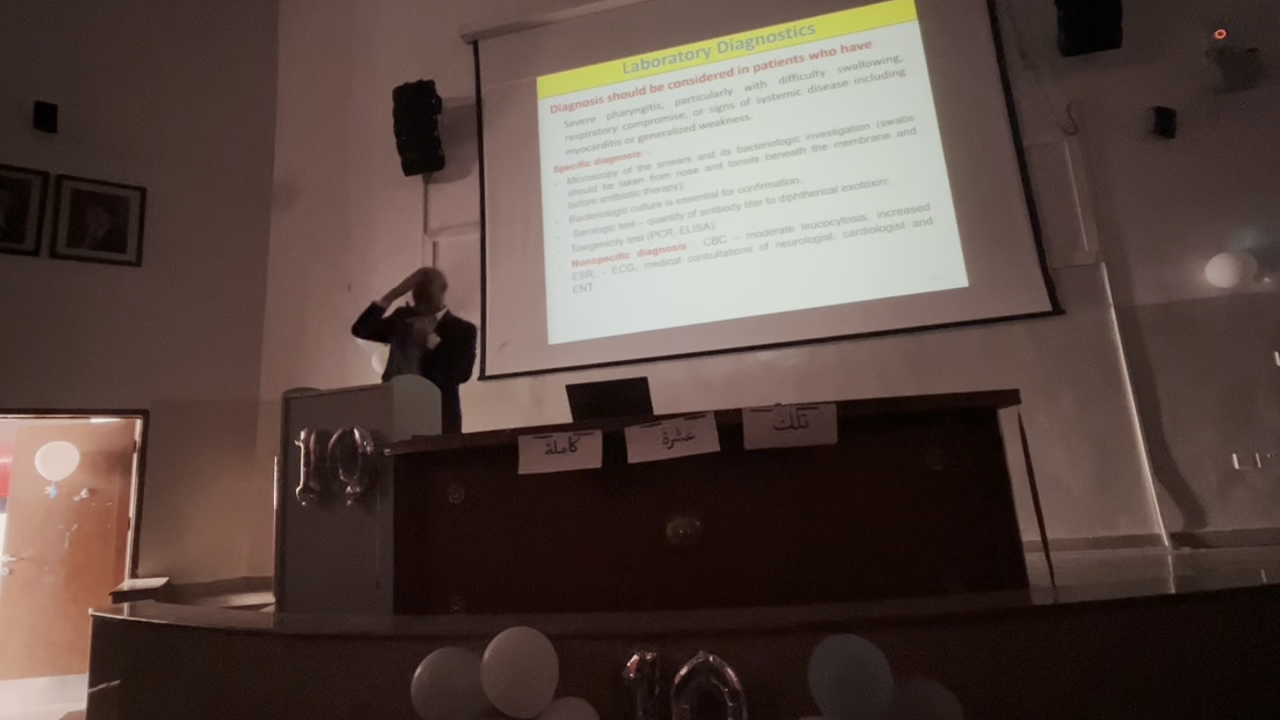 Laboratory Diagnostics
Diagnosis should be considered in patients who have
Severe pharyngitis, particularly with difficulty swallowing,
respiratory compromise, or signs of systemic disease including
myocarditis or generalized weakness.
Specific diagnosis: -
- Microscopy of the smears and its bacteriologic investigation (swabs
should be taken from nose and tonsils beneath the membrane and
before antibiotic therapy);
- Bacteriologic culture is essential for confirmation.
- Serologic test – quantity of antibody titer to diphtherical exotoxin;
- Toxigenicity test (PCR, ELISA);
Nonspecific diagnosis - CBC – moderate leucocytosis, increased
ESR; - ECG, medical consultations of neurologist, cardiologist and
ENT
تلك
عشرة
كاملة
10
10